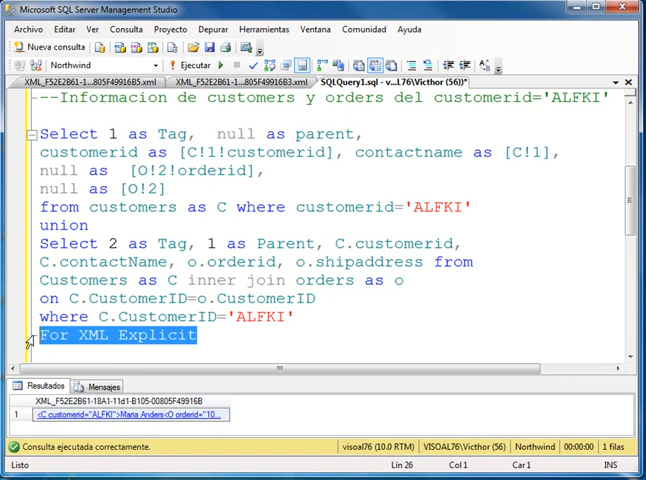 Microsoft SQL Server Management Studio
Archivo Editar Ver Consulta Proyecto Depurar Herramientas Ventana Comunidad Ayuda
Nueva consulta
Northwind Ejecutar
XML_F52E2B61-1...805F49916B5.xml XML_F52E2B61-1...805F49916B3.xml SQLQuery1.sql - v...L76\Victhor (56))*
--Informacion de customers y orders del customerid='ALFKI'
Select 1 as Tag, null as parent,
customerid as [C!1!customerid], contactname as [C!1],
null as [O!2!orderid],
null as [O!2]
from customers as C where customerid='ALFKI'
union
Select 2 as Tag, 1 as Parent, C.customerid,
C.contactName, o.orderid, o.shipaddress from
Customers as C inner join orders as o
on C.CustomerID=o.CustomerID
where C.CustomerID='ALFKI'
For XML Explicit
Resultados Mensajes
XML_F52E2B61-18A1-11d1-B105-00805F49916B
1 <C customerid="ALFKI">Maria Anders<O orderid="10...
Consulta ejecutada correctamente. visoal76 (10.0 RTM) VISOAL76\Victhor (56) Northwind 00:00:00 1 filas
Listo Lín 26 Col 1 Car 1 INS